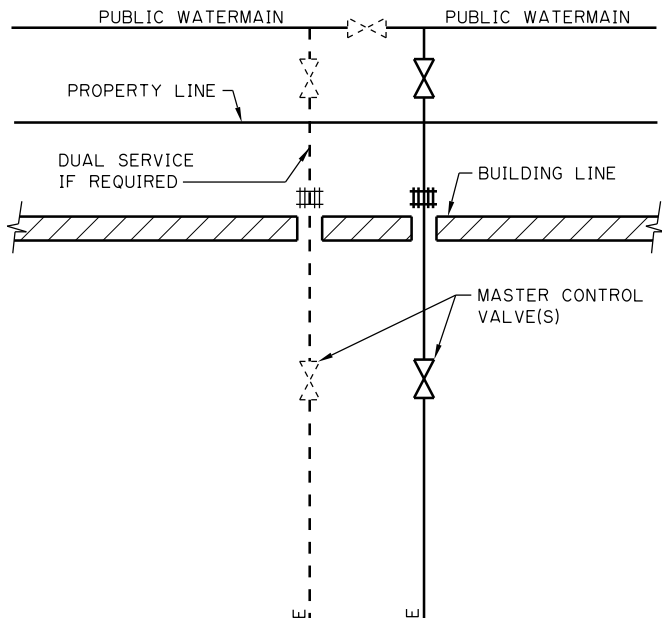 PUBLIC WATERMAIN
PUBLIC WATERMAIN
PROPERTY LINE
DUAL SERVICE
IF REQUIRED
BUILDING LINE
MASTER CONTROL
VALVE(S)
E
E